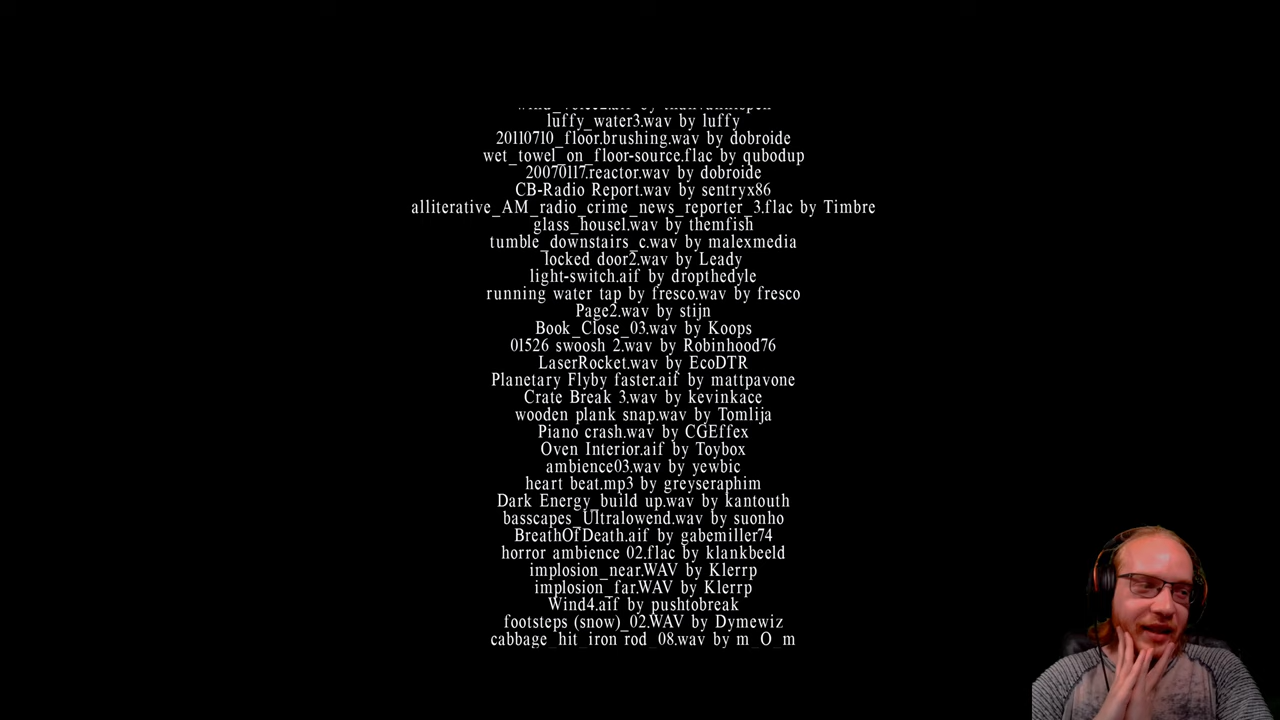 luffy_water3.wav by luffy
20110710_floor.brushing.wav by dobroide
wet_towel_on_floor-source.flac by qubodup
20070117.reactor.wav by dobroide
CB-Radio Report.wav by sentryx86
alliterative_AM_radio_crime_news_reporter_3.flac by Timbre
glass_house1.wav by themfish
tumble_downstairs_c.wav by malexmedia
locked door2.wav by Leady
light-switch.aif by dropthedyle
running water tap by fresco.wav by fresco
Page2.wav by stijn
Book_Close_03.wav by Koops
01526 swoosh 2.wav by Robinhood76
LaserRocket.wav by EcoDTR
Planetary Flyby faster.aif by mattpavone
Crate Break 3.wav by kevinkace
wooden plank snap.wav by Tomlija
Piano crash.wav by CGEffex
Oven Interior.aif by Toybox
ambience03.wav by yewbic
heart beat.mp3 by greyseraphim
Dark Energy_build up.wav by kantouth
basscapes_Ultralowend.wav by suonho
BreathOfDeath.aif by gabemiller74
horror ambience 02.flac by klankbeeld
implosion_near.WAV by Klerrp
implosion_far.WAV by Klerrp
Wind4.aif by pushtobreak
footsteps (snow)_02.WAV by Dymewiz
cabbage_hit_iron rod_08.wav by m_O_m